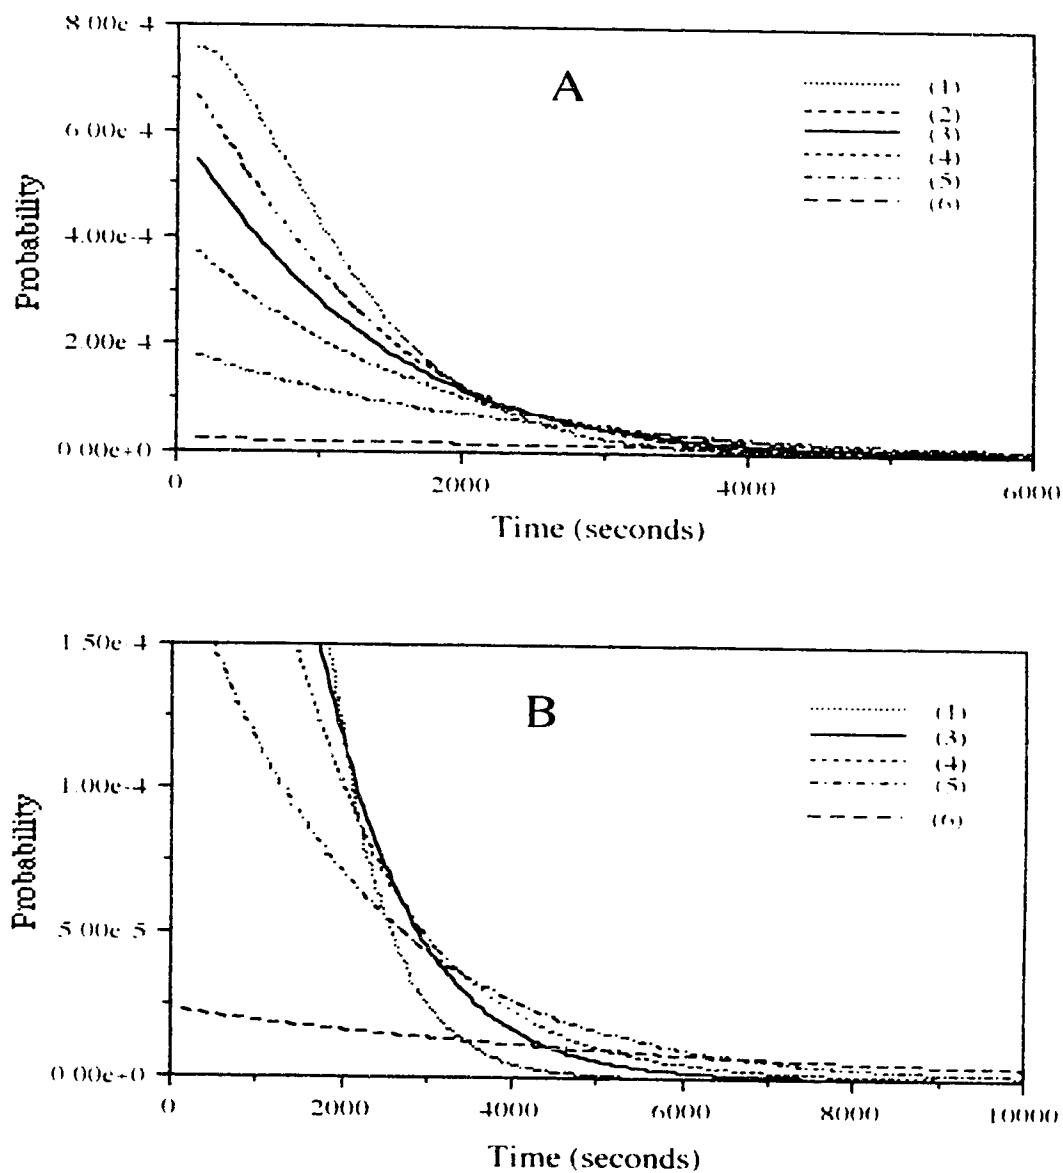 8.00e-4
6.00e-4
4.00e-4
2.00e-4
0.00e+0
Probability
A
(1)
(2)
(3)
(4)
(5)
(6)
0
2000
4000
6000
Time (seconds)
1.50e-4
1.00e-4
5.00e-5
0.00e+0
Probability
B
(1)
(3)
(4)
(5)
(6)
0
2000
4000
6000
8000
10000
Time (seconds)